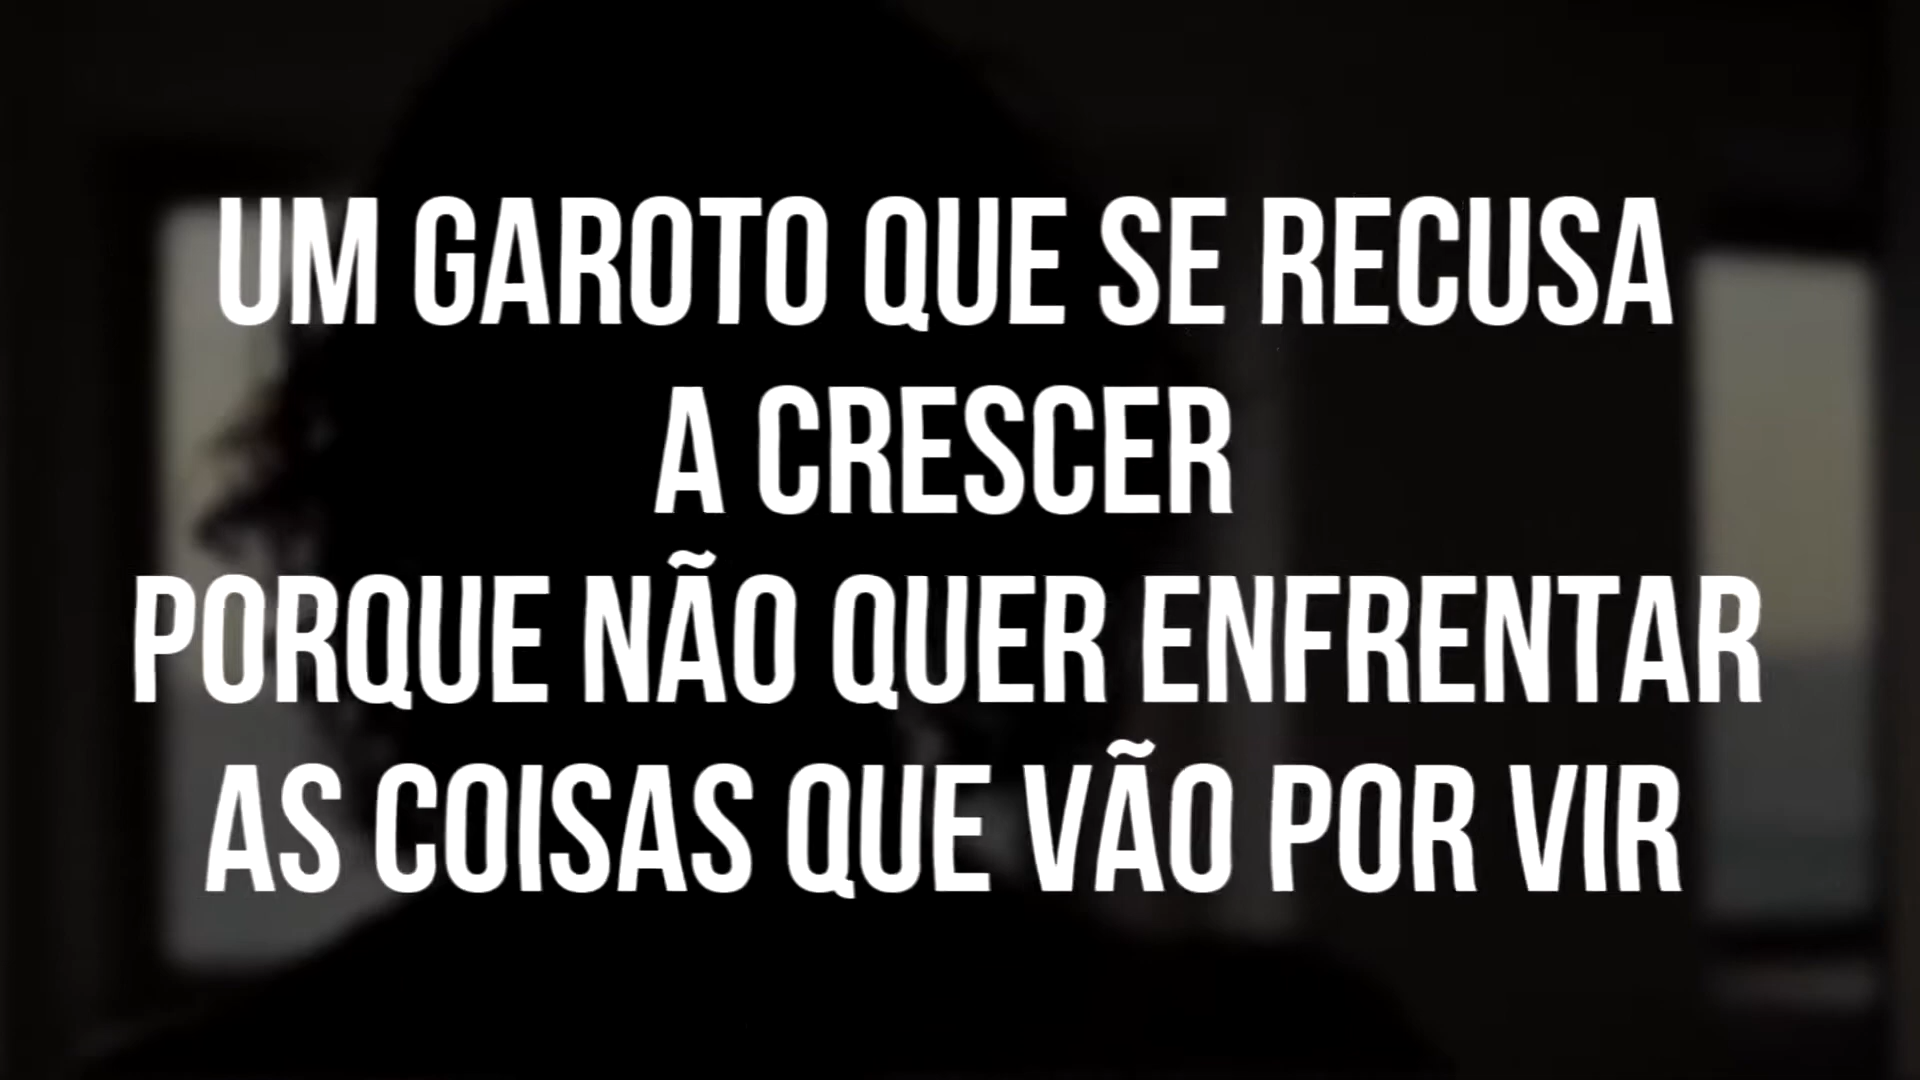 UM GAROTO QUE SE RECUSA
A CRESCER
PORQUE NÃO QUER ENFRENTAR
AS COISAS QUE VÃO POR VIR